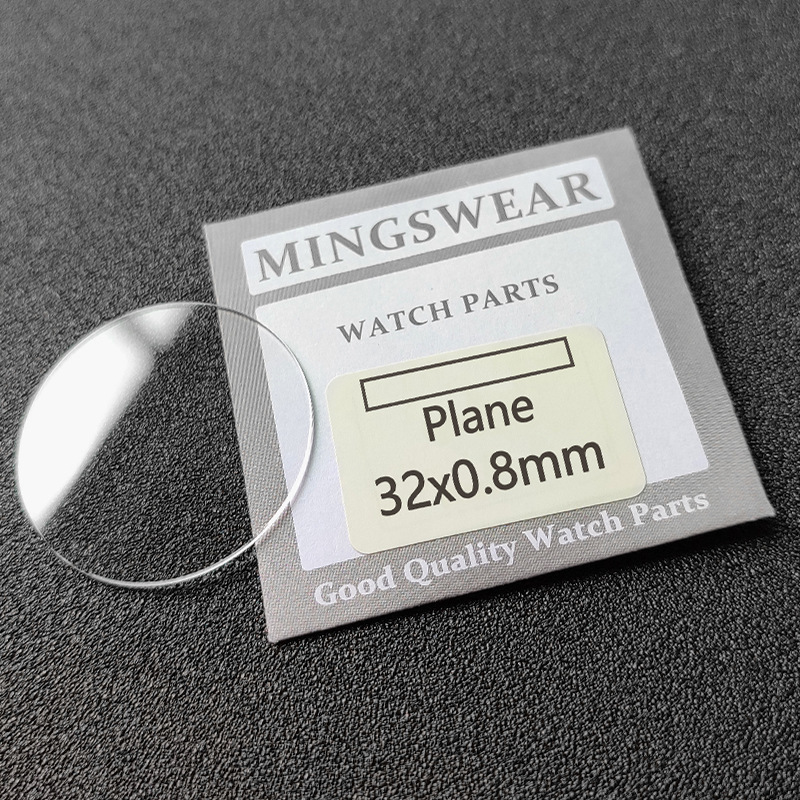 MINGSWEAR
WATCH PARTS
Plane
32x0.8mm
Good Quality Watch Parts